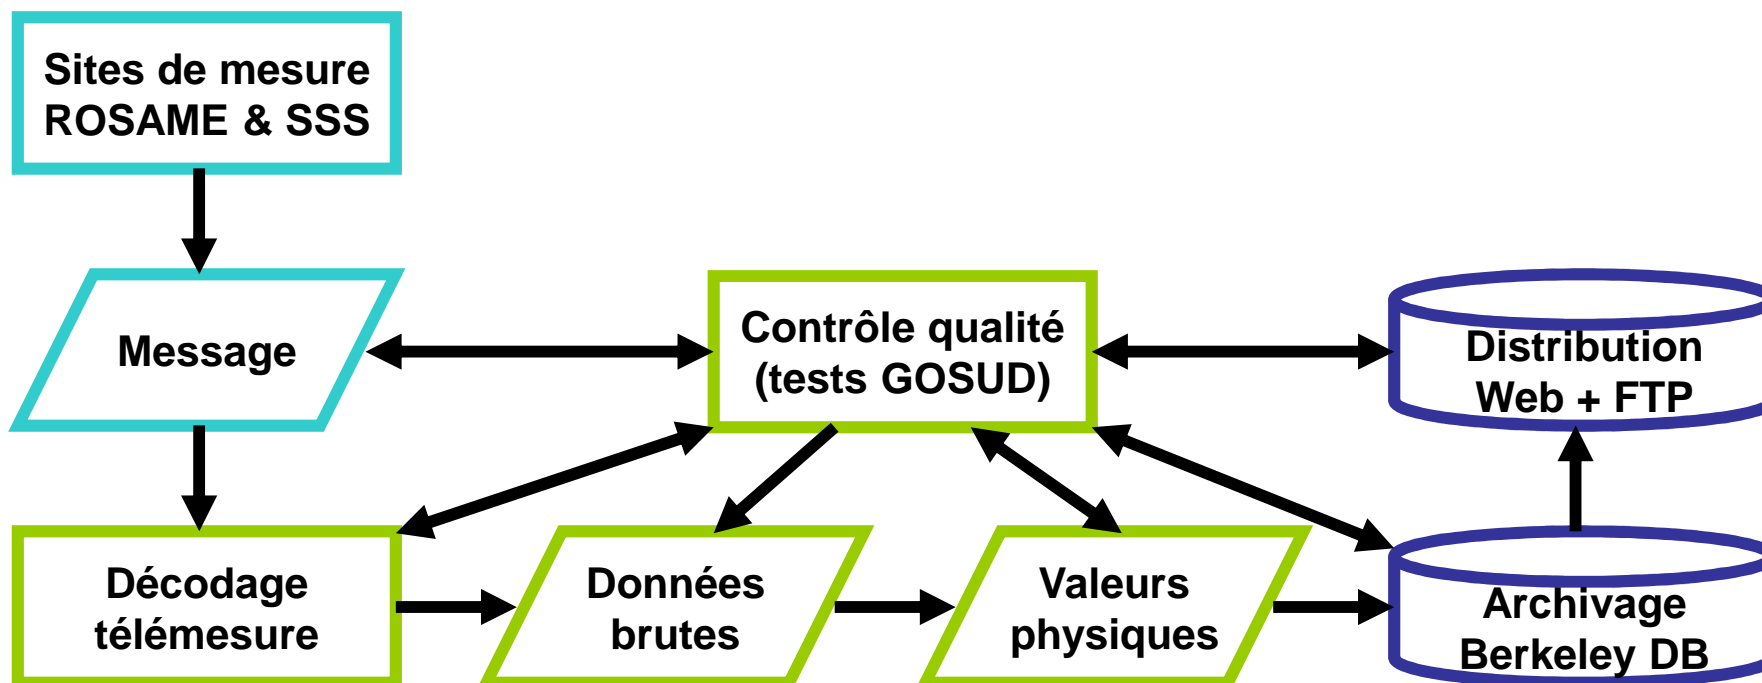 Sites de mesure
ROSAME & SSS
Message
Contrôle qualité
(tests GOSUD)
Distribution
Web + FTP
Décodage
télémesure
Données
brutes
Valeurs
physiques
Archivage
Berkeley DB